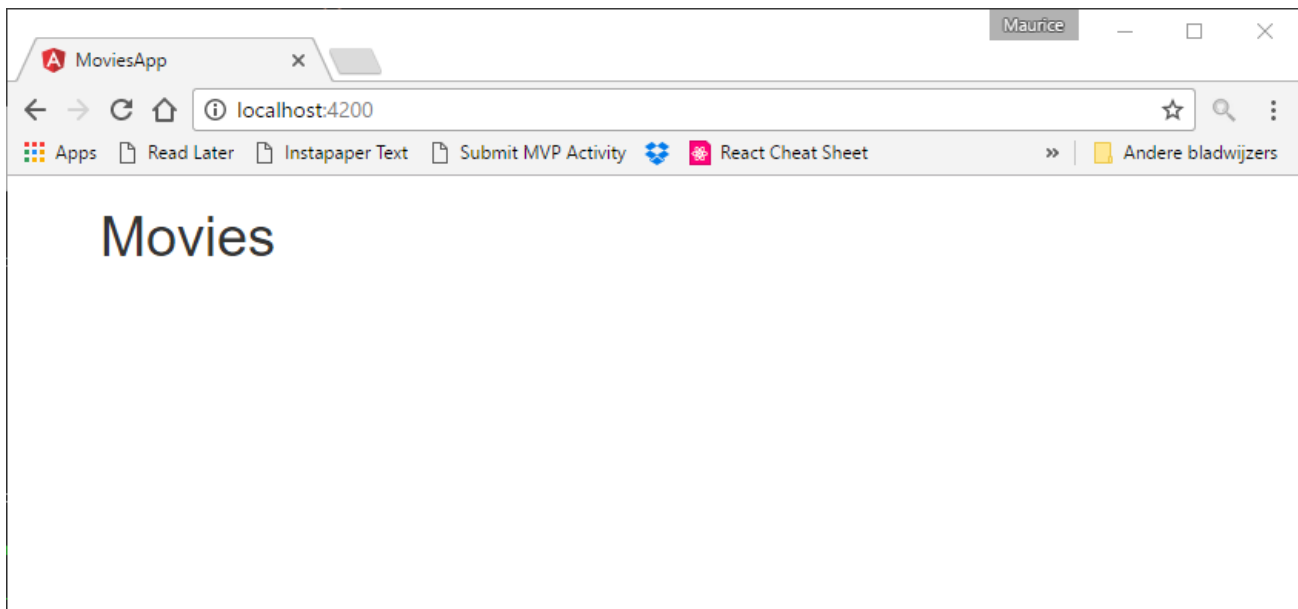 Maurice
MoviesApp
localhost:4200
Apps Read Later Instapaper Text Submit MVP Activity React Cheat Sheet » Andere bladwijzers
Movies